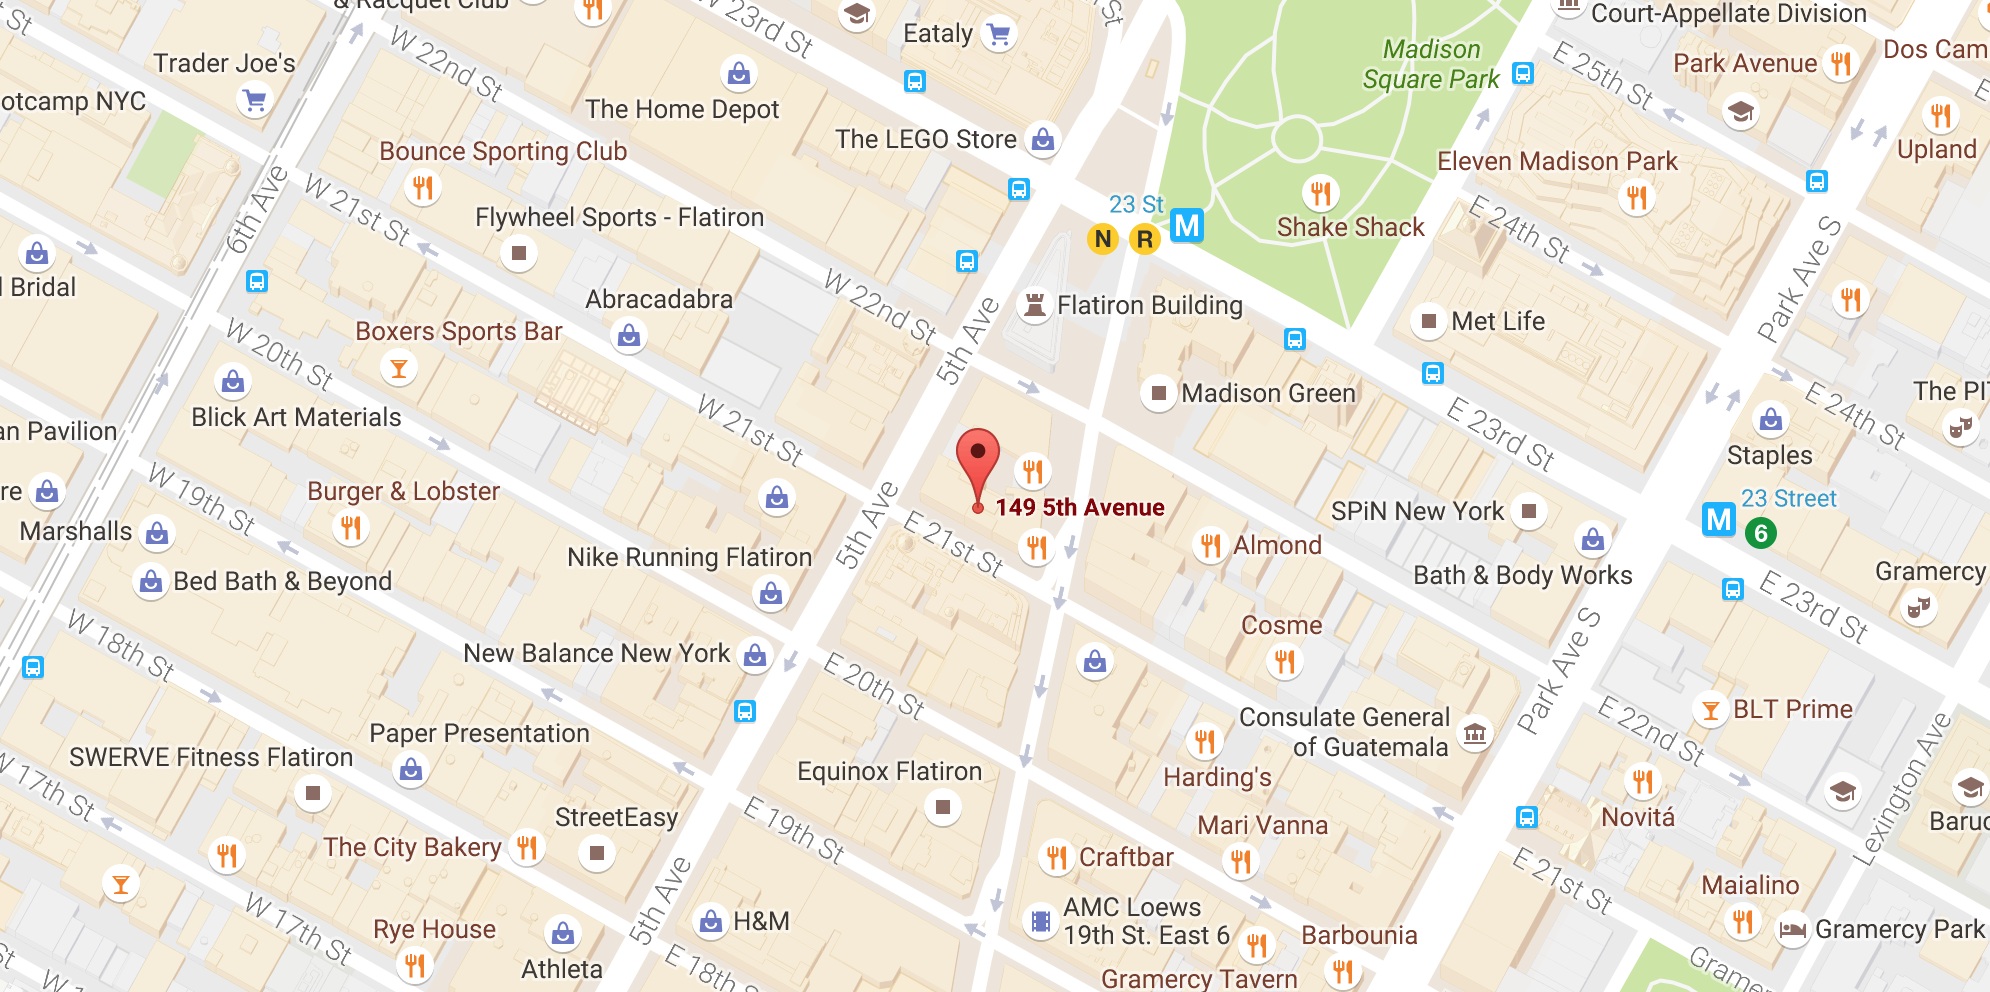 & Racquet Club
W 23rd St
St
Court-Appellate Division
Trader Joe's
W 22nd St
Eataly
Madison
Square Park
E 25th St
Park Avenue
Dos Cam
otcamp NYC
The Home Depot
The LEGO Store
Upland
Bounce Sporting Club
Eleven Madison Park
6th Ave
W 21st St
Flywheel Sports - Flatiron
23 St
N
R
M
Shake Shack
E 24th St
Park Ave S
l Bridal
Abracadabra
W 22nd St
Flatiron Building
Met Life
Boxers Sports Bar
W 20th St
5th Ave
Madison Green
E 24th St
The PI
Blick Art Materials
W 21st St
E 23rd St
an Pavilion
Staples
re
Burger & Lobster
W 19th St
149 5th Avenue
SPiN New York
23 Street
M
6
Marshalls
5th Ave
E 21st St
Almond
Nike Running Flatiron
Bath & Body Works
Gramercy
Bed Bath & Beyond
E 23rd St
Cosme
W 18th St
New Balance New York
E 20th St
Park Ave S
BLT Prime
Consulate General
of Guatemala
E 22nd St
Paper Presentation
SWERVE Fitness Flatiron
Equinox Flatiron
Harding's
Lexington Ave
W 17th St
StreetEasy
E 19th St
Mari Vanna
Novitá
Baruc
The City Bakery
Craftbar
E 21st St
Maialino
5th Ave
W 17th St
H&M
AMC Loews
19th St. East 6
Rye House
Barbounia
Gramercy Park
Athleta
E 18th St
Gramercy Tavern
Gramer
St
W 1